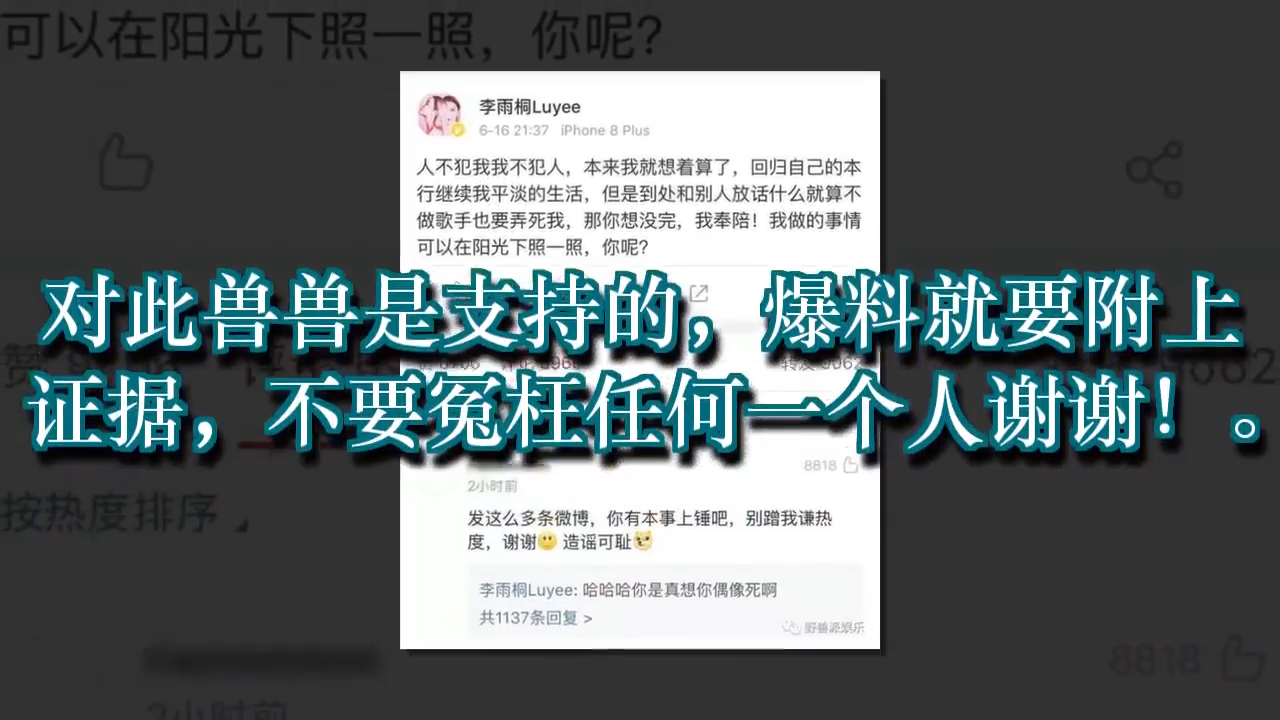 可以在阳光下照一照，你呢？
李雨桐Luyee
6-16 21:37 iPhone 8 Plus
人不犯我我不犯人，本来我就想着算了，回归自己的本
行继续我平淡的生活，但是到处和别人放话什么就算不
做歌手也要弄死我，那你想没完，我奉陪！我做的事情
可以在阳光下照一照，你呢？
对此兽兽是支持的，爆料就要附上
证据，不要冤枉任何一个人谢谢！。
8818
2小时前
按热度排序
发这么多条微博，你有本事上锤吧，别蹭我谦热
度，谢谢 造谣可耻
李雨桐Luyee: 哈哈哈你是真想你偶像死啊
共1137条回复 >
野兽派娱乐
8818
2小时前